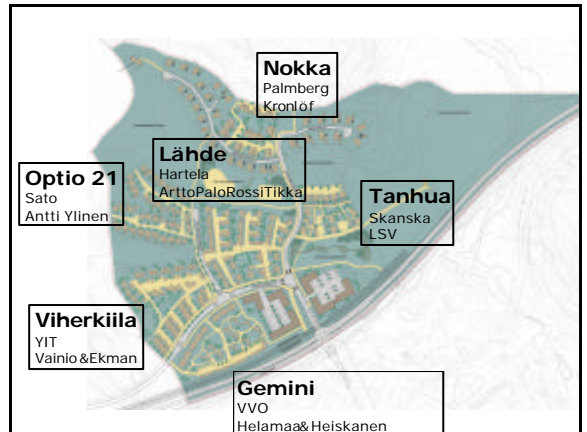 Nokka
Palmberg
Kronlöf
Lähde
Hartela
ArttoPaloRossiTikka
Optio 21
Sato
Antti Ylinen
Tanhua
Skanska
LSV
Viherkiila
YIT
Vainio&Ekman
Gemini
VVO
Helamaa&Heiskanen